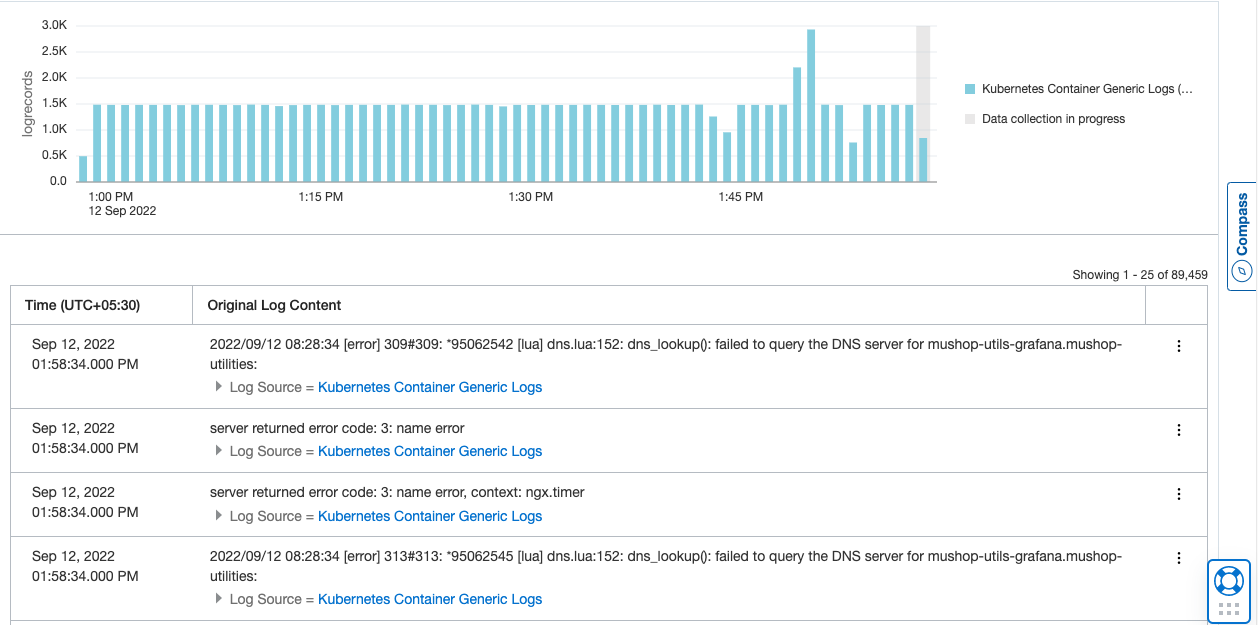 3.0K
2.5K
2.0K
1.5K
1.0K
0.5K
0.0
logrecords
1:00 PM
12 Sep 2022
1:15 PM
1:30 PM
1:45 PM
Kubernetes Container Generic Logs (...
Data collection in progress
Compass
Showing 1 - 25 of 89,459
Time (UTC+05:30)
Original Log Content
Sep 12, 2022
01:58:34.000 PM
2022/09/12 08:28:34 [error] 309#309: *95062542 [lua] dns.lua:152: dns_lookup(): failed to query the DNS server for mushop-utils-grafana.mushop-
utilities:
Log Source = Kubernetes Container Generic Logs
Sep 12, 2022
01:58:34.000 PM
server returned error code: 3: name error
Log Source = Kubernetes Container Generic Logs
Sep 12, 2022
01:58:34.000 PM
server returned error code: 3: name error, context: ngx.timer
Log Source = Kubernetes Container Generic Logs
Sep 12, 2022
01:58:34.000 PM
2022/09/12 08:28:34 [error] 313#313: *95062545 [lua] dns.lua:152: dns_lookup(): failed to query the DNS server for mushop-utils-grafana.mushop-
utilities:
Log Source = Kubernetes Container Generic Logs